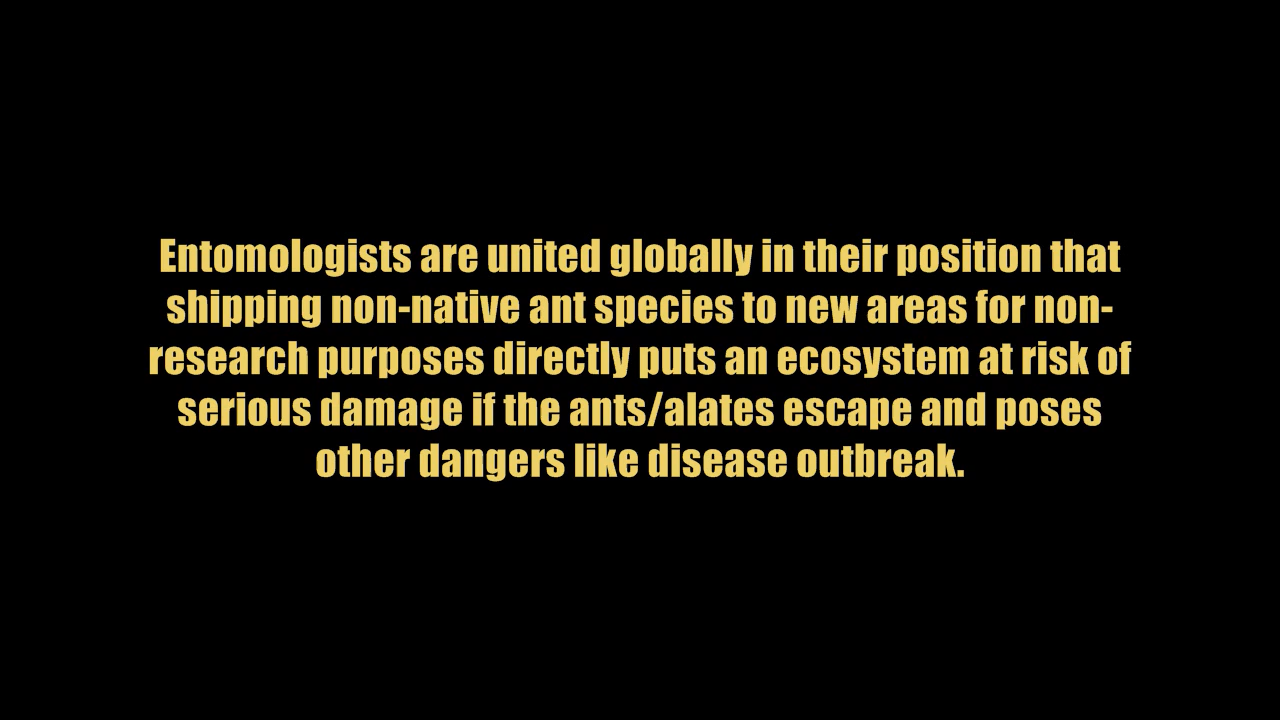 Entomologists are united globally in their position that
shipping non-native ant species to new areas for non-
research purposes directly puts an ecosystem at risk of
serious damage if the ants/alates escape and poses
other dangers like disease outbreak.